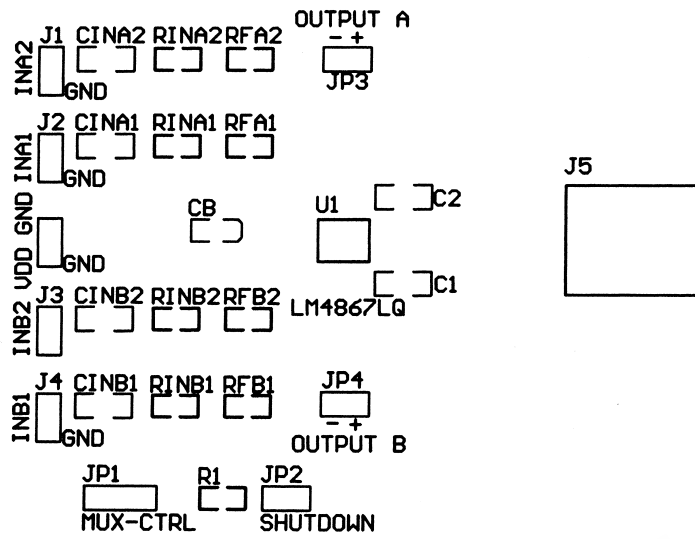 OUTPUT A
J1 CINA2 RINA2 RFA2
- +
INA2
GND
JP3
J2 CINA1 RINA1 RFA1
INA1
GND
J5
VDD GND
CB
U1
C2
GND
C1
J3 CINB2 RINB2 RFB2
LM4867LQ
INB2
J4 CINB1 RINB1 RFB1
JP4
INB1
- +
GND
OUTPUT B
JP1
R1
JP2
MUX-CTRL
SHUTDOWN